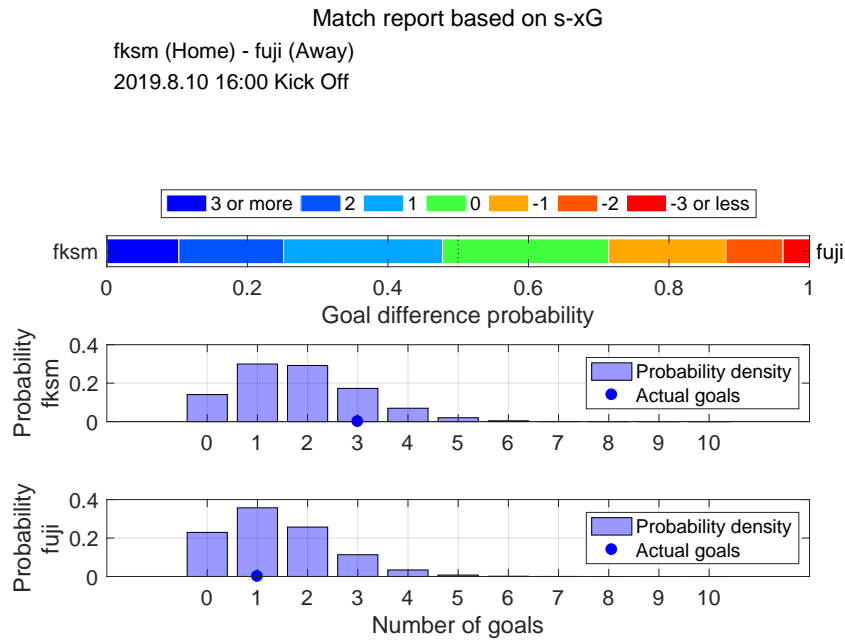 Match report based on s-xG
fksm (Home) - fuji (Away)
2019.8.10 16:00 Kick Off
3 or more 2 1 0 -1 -2 -3 or less
fksm fuji
0 0.2 0.4 0.6 0.8 1
Goal difference probability
Probability
fksm
0.4
0.2
0
Probability density
Actual goals
0 1 2 3 4 5 6 7 8 9 10
Probability
fuji
0.4
0.2
0
Probability density
Actual goals
0 1 2 3 4 5 6 7 8 9 10
Number of goals